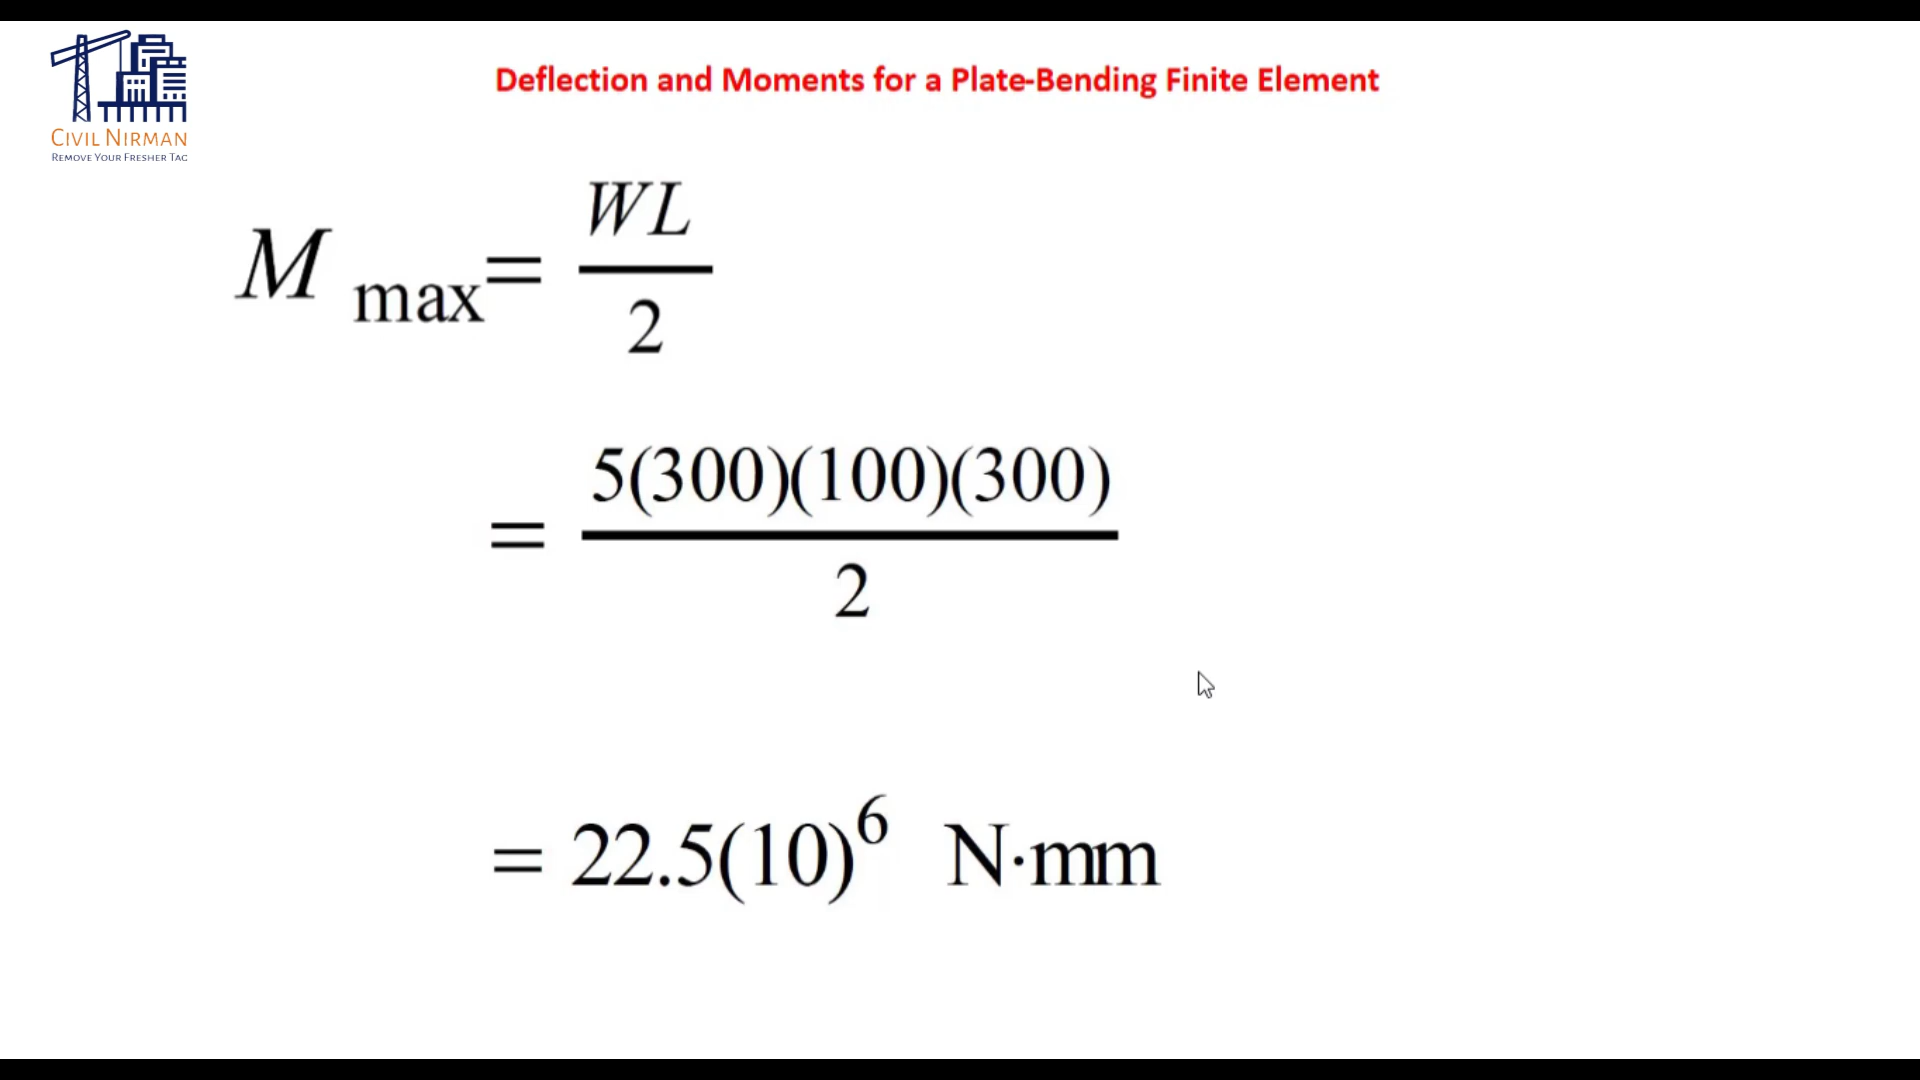 CIVIL NIRMAN
REMOVE YOUR FRESHER TAG
Deflection and Moments for a Plate-Bending Finite Element
M max = WL / 2
= 5(300)(100)(300) / 2
= 22.5(10)^6 N·mm